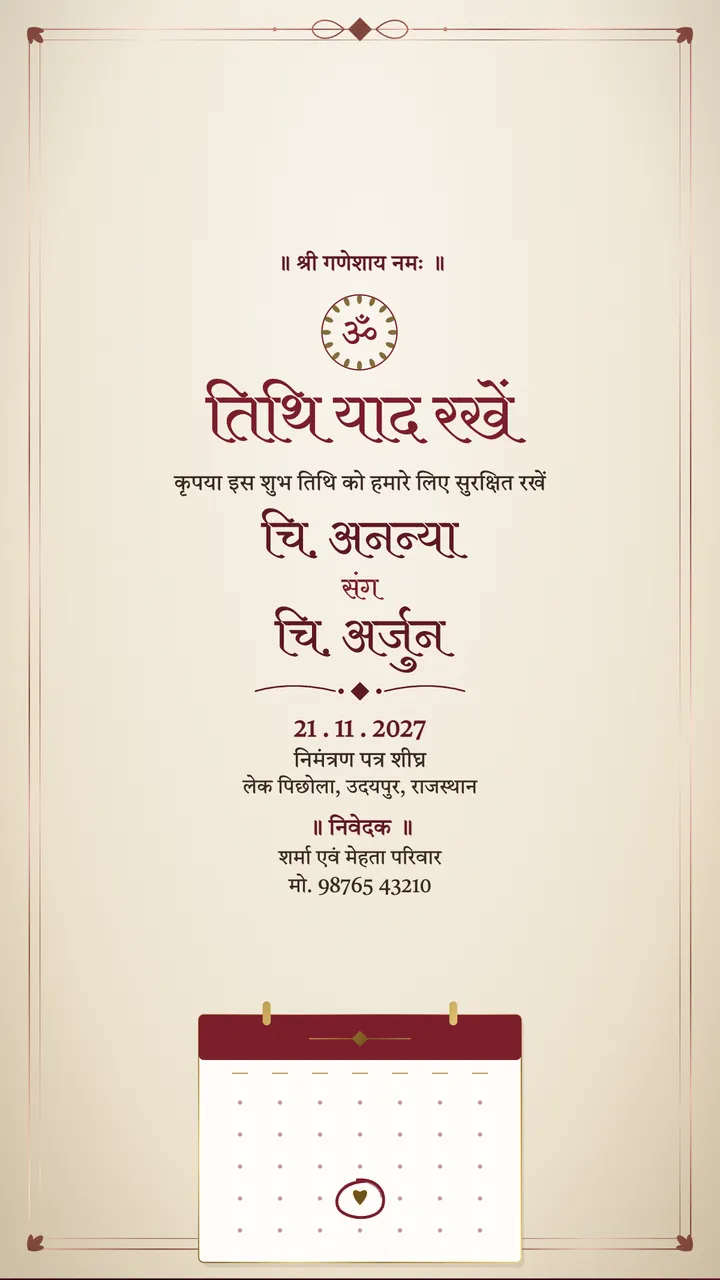 ॥ श्री गणेशाय नमः ॥
ॐ
तिथि याद रखें
कृपया इस शुभ तिथि को हमारे लिए सुरक्षित रखें
चि. अनन्या
संग
चि. अर्जुन
21 . 11 . 2027
निमंत्रण पत्र शीघ्र
लेक पिछोला, उदयपुर, राजस्थान
॥ निवेदक ॥
शर्मा एवं मेहता परिवार
मो. 98765 43210